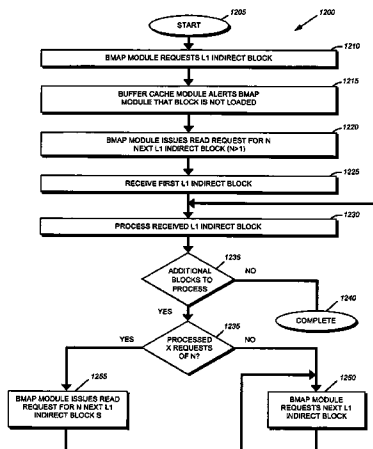 1205
START
1200
1210
BMAP MODULE REQUESTS L1 INDIRECT BLOCK
1215
BUFFER CACHE MODULE ALERTS BMAP
MODULE THAT BLOCK IS NOT LOADED
1220
BMAP MODULE ISSUES READ REQUEST FOR N
NEXT L1 INDIRECT BLOCK (N>1)
1225
RECEIVE FIRST L1 INDIRECT BLOCK
1230
PROCESS RECEIVED L1 INDIRECT BLOCK
1235
ADDITIONAL
BLOCKS TO
PROCESS
NO
1240
COMPLETE
YES
1235
PROCESSED
X REQUESTS
OF N?
YES
NO
1255
BMAP MODULE ISSUES READ
REQUEST FOR N NEXT L1
INDIRECT BLOCK S
1250
BMAP MODULE
REQUESTS NEXT L1
INDIRECT BLOCK